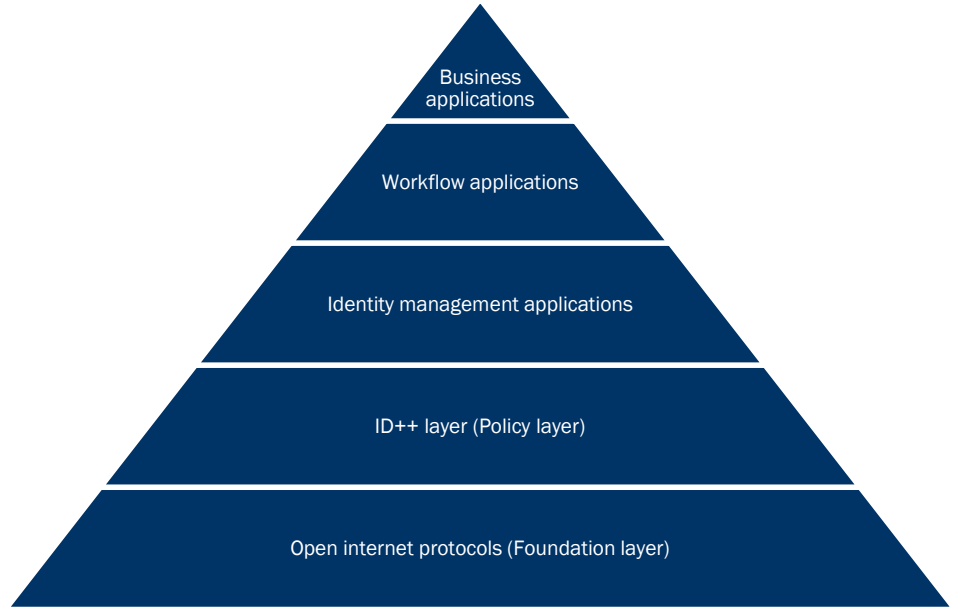 Business
applications
Workflow applications
Identity management applications
ID++ layer (Policy layer)
Open internet protocols (Foundation layer)